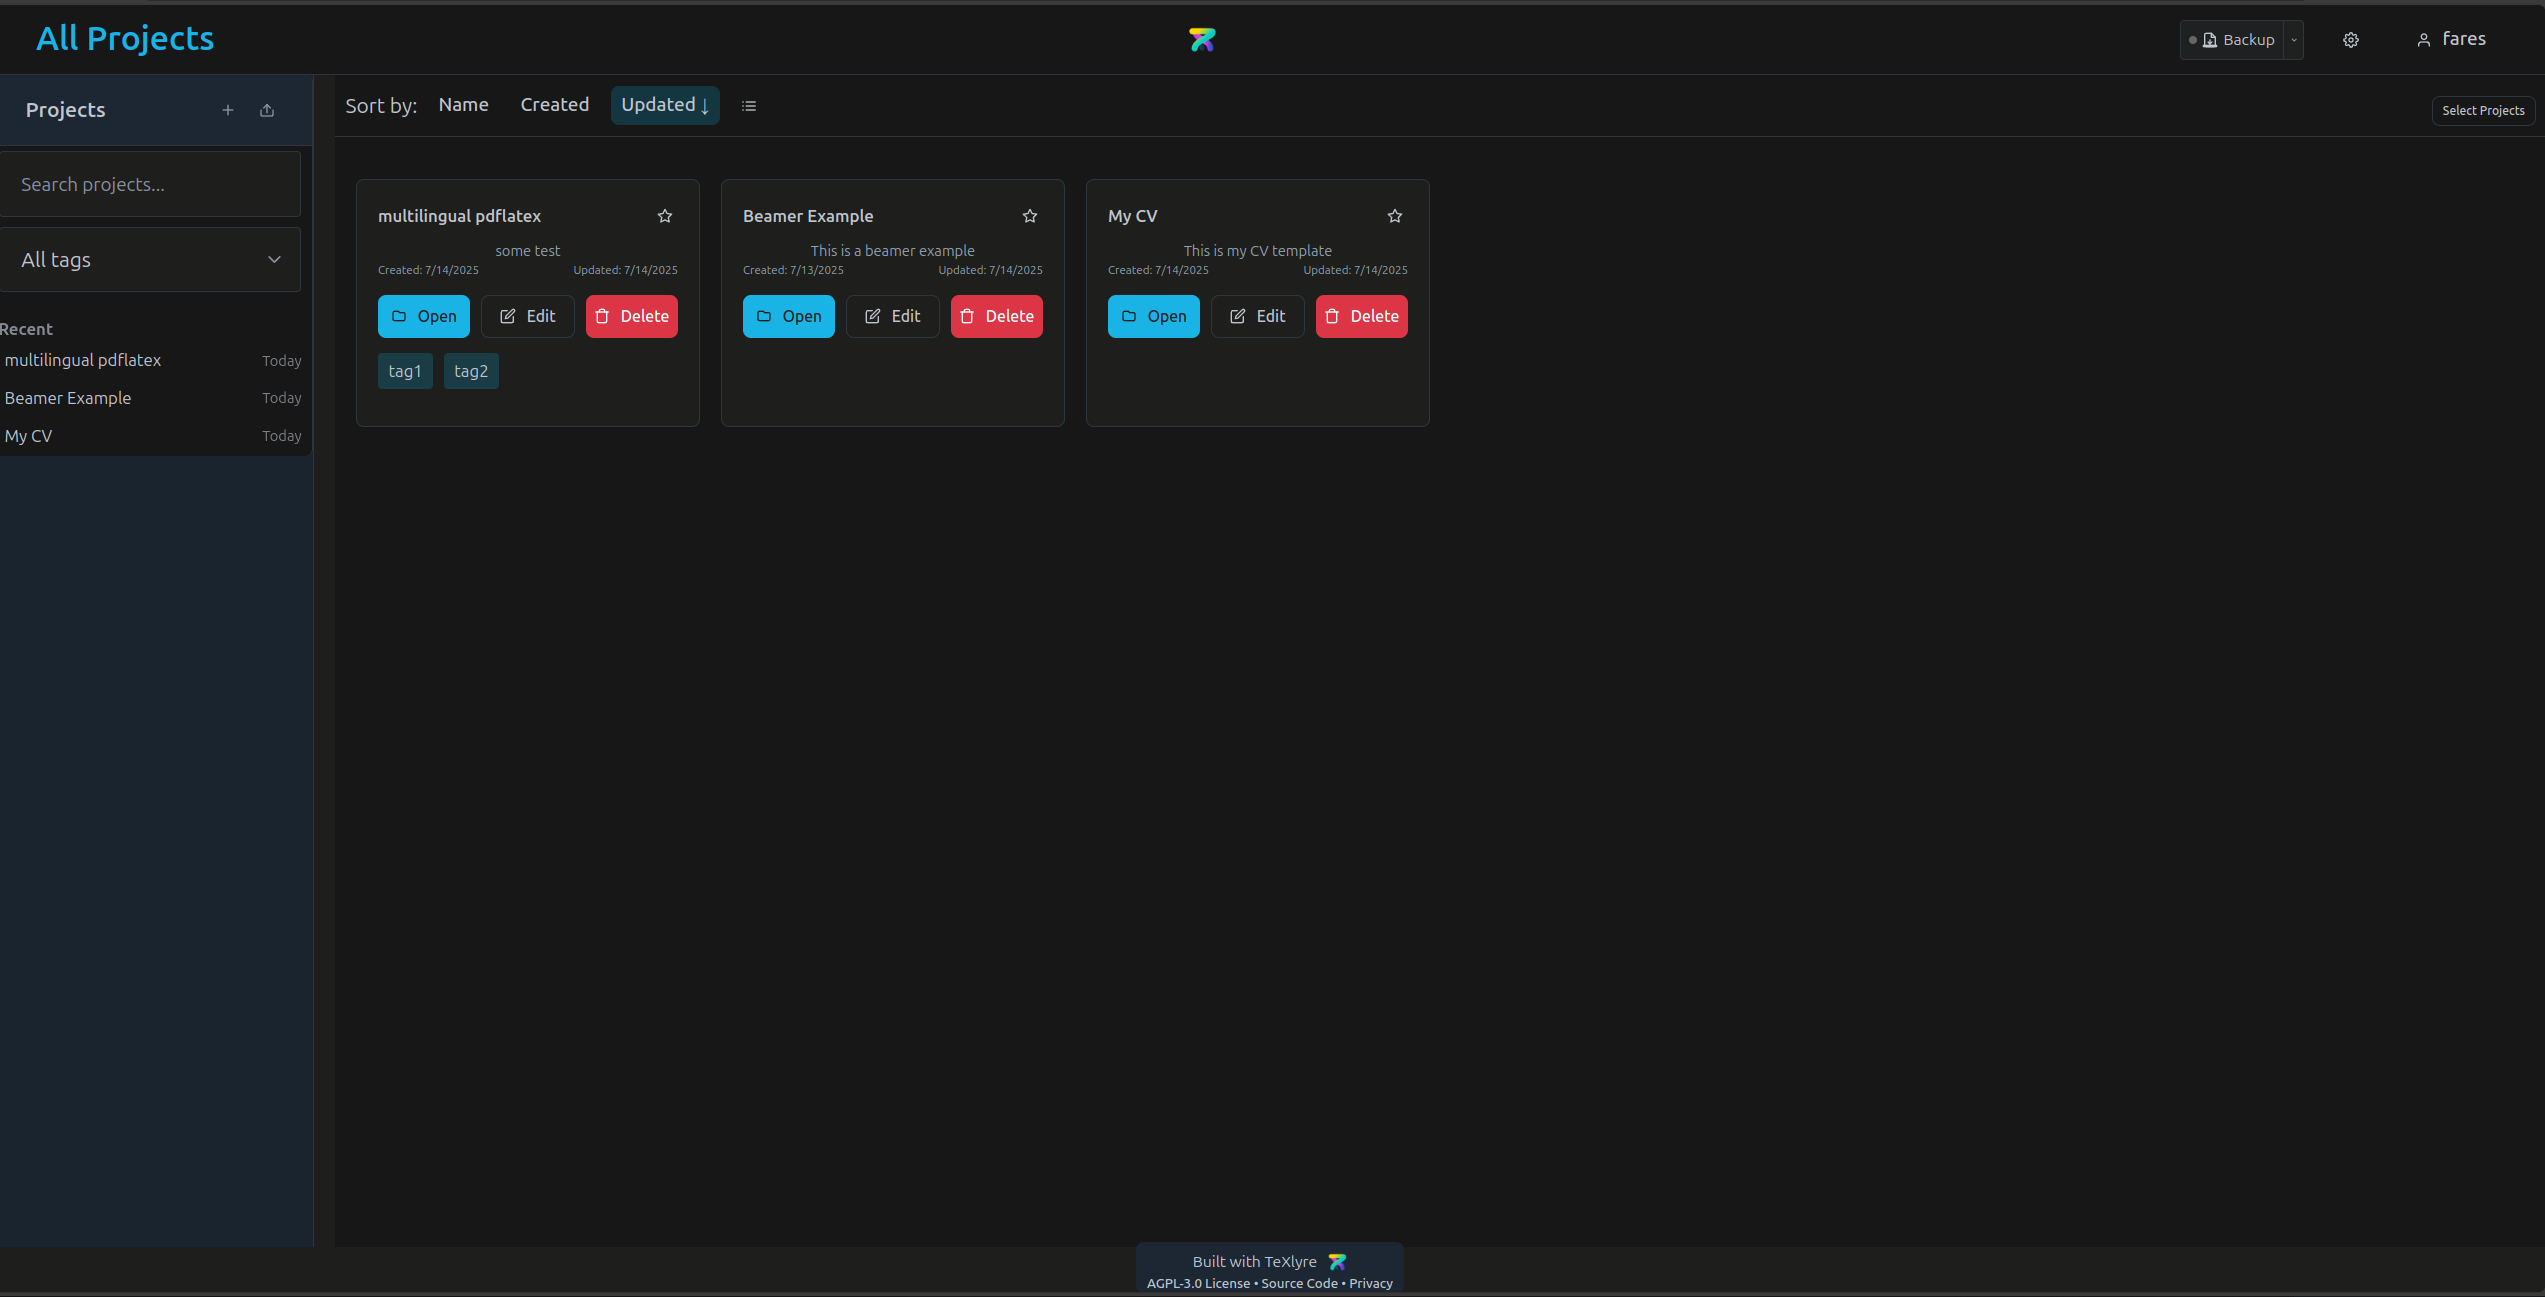 All Projects
Backup
fares
Projects
Search projects...
All tags
Recent
multilingual pdflatex Today
Beamer Example Today
My CV Today
Sort by: Name Created Updated ↓
Select Projects
multilingual pdflatex
some test
Created: 7/14/2025 Updated: 7/14/2025
Open Edit Delete
tag1 tag2
Beamer Example
This is a beamer example
Created: 7/13/2025 Updated: 7/14/2025
Open Edit Delete
My CV
This is my CV template
Created: 7/14/2025 Updated: 7/14/2025
Open Edit Delete
Built with TeXlyre
AGPL-3.0 License • Source Code • Privacy